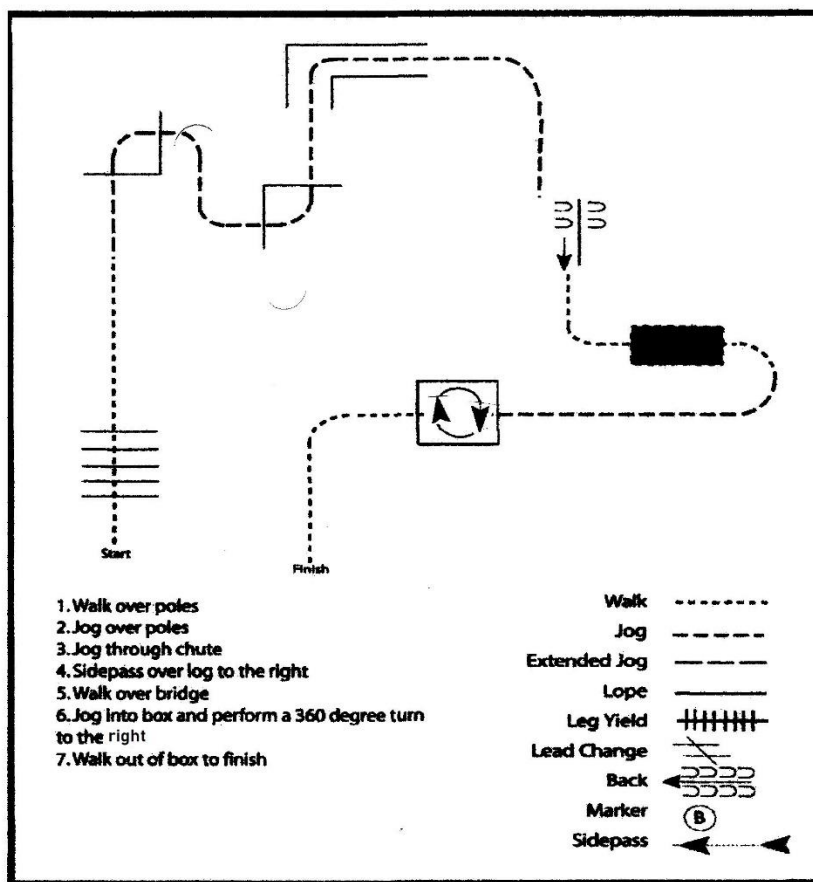 Start
Finish
1. Walk over poles
2. Jog over poles
3. Jog through chute
4. Sidepass over log to the right
5. Walk over bridge
6. Jog into box and perform a 360 degree turn
to the right
7. Walk out of box to finish
Walk
Jog
Extended Jog
Lope
Leg Yield
Lead Change
Back
Marker B
Sidepass